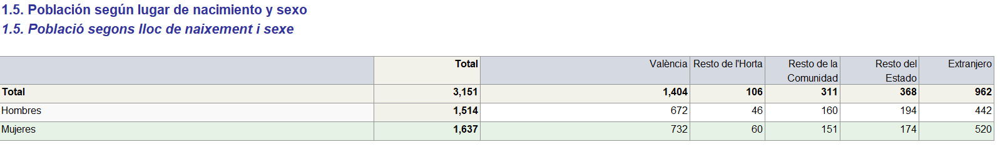 1.5. Población según lugar de nacimiento y sexo
1.5. Població segons lloc de naixement i sexe
Total València Resto de l'Horta Resto de la Comunidad Resto del Estado Extranjero
Total 3,151 1,404 106 311 368 962
Hombres 1,514 672 46 160 194 442
Mujeres 1,637 732 60 151 174 520